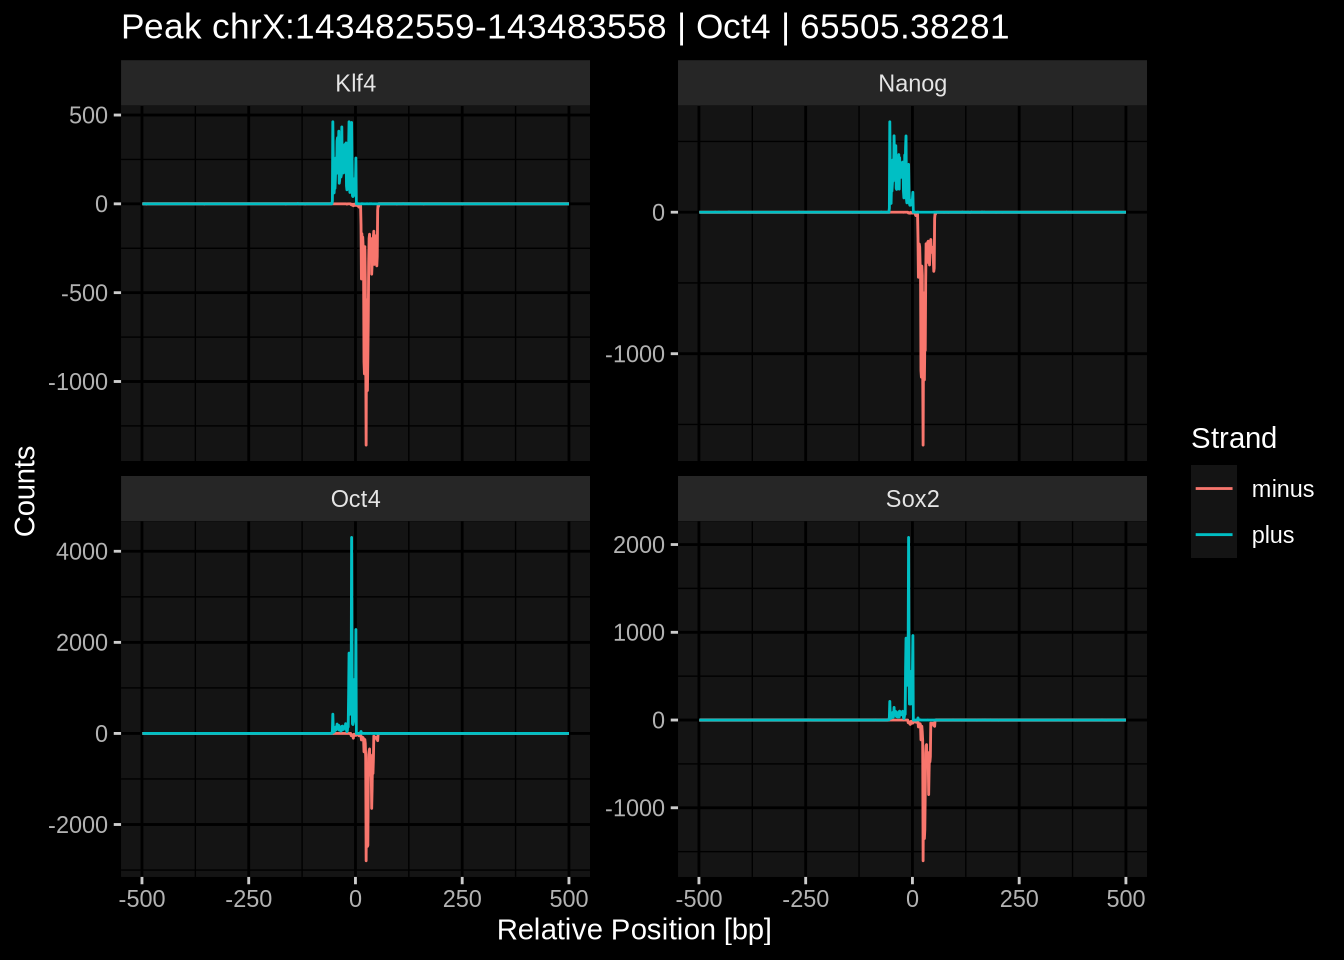 Peak chrX:143482559-143483558 | Oct4 | 65505.38281
Klf4
Nanog
500
0
-500
-1000
0
-1000
Counts
Oct4
Sox2
4000
2000
0
-2000
2000
1000
0
-1000
-500
-250
0
250
500
-500
-250
0
250
500
Relative Position [bp]
Strand
minus
plus